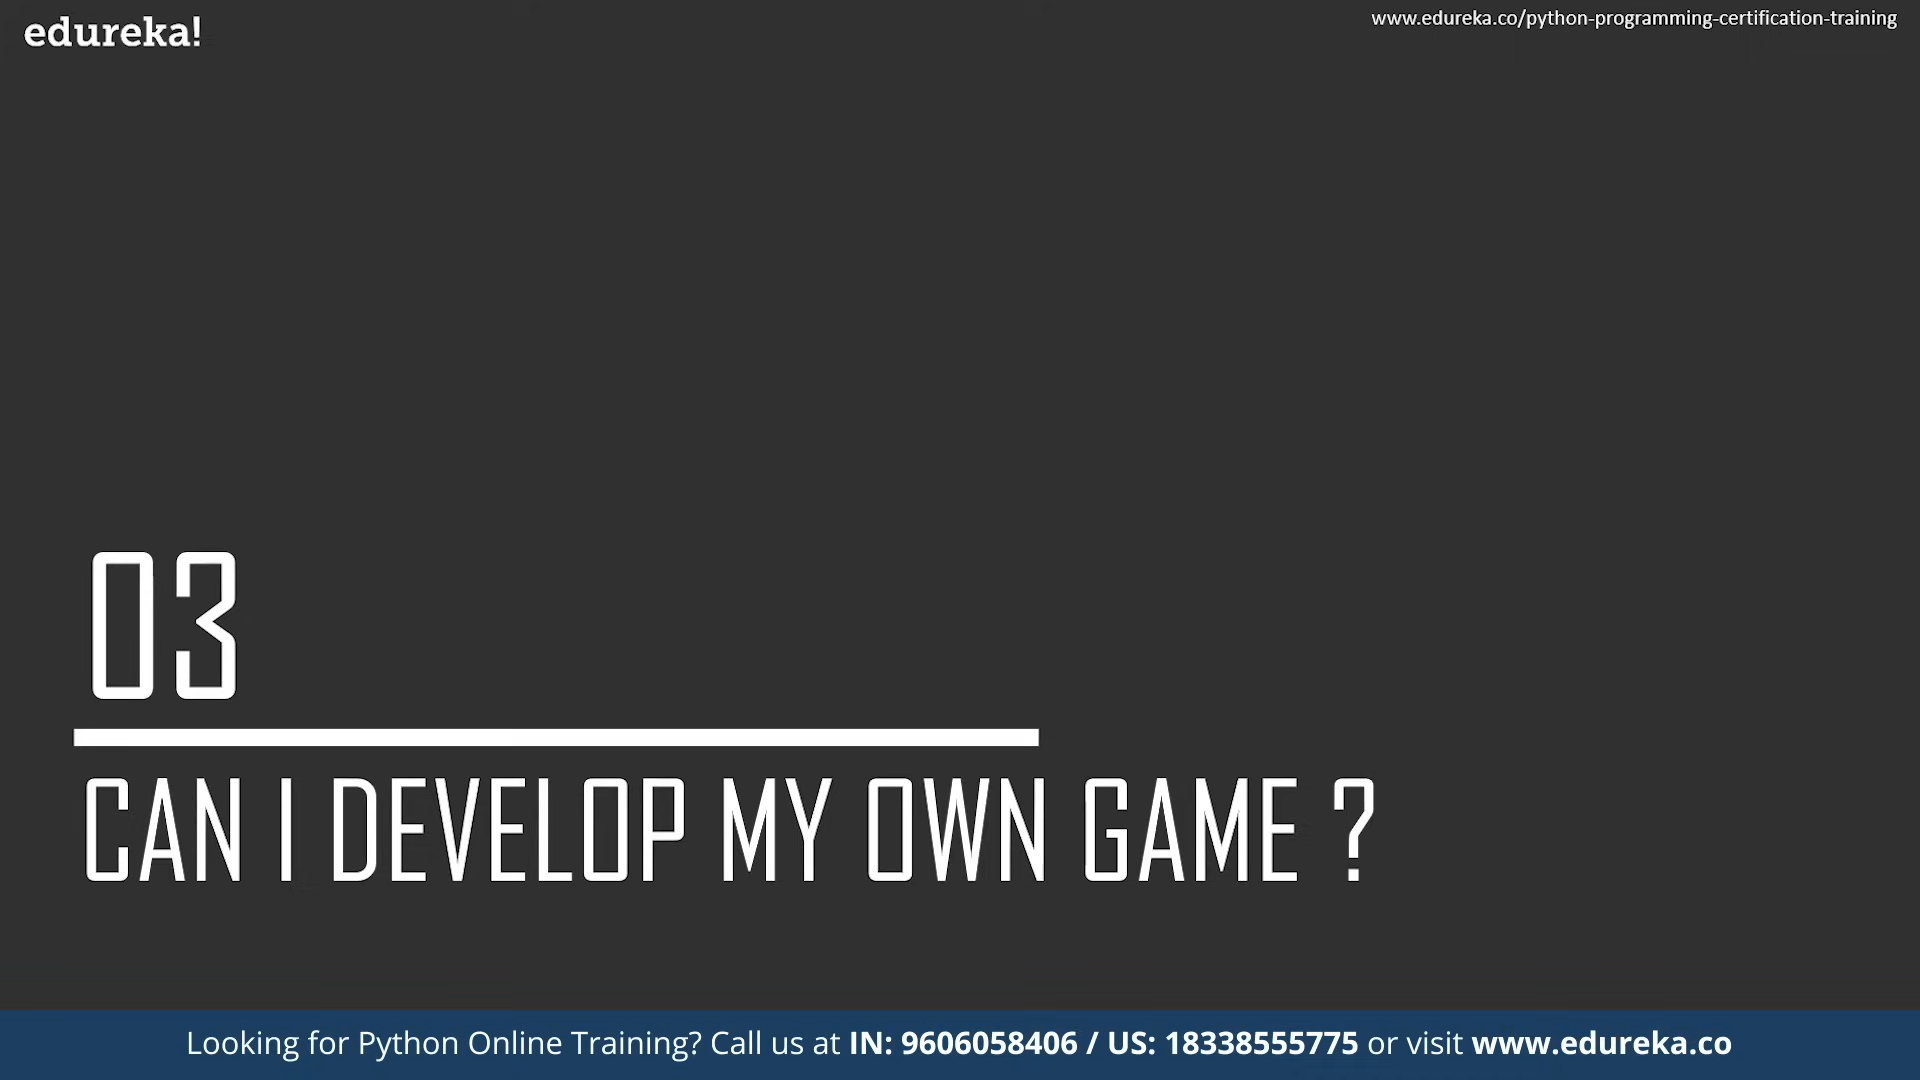 edureka!
www.edureka.co/python-programming-certification-training
03
CAN I DEVELOP MY OWN GAME ?
Looking for Python Online Training? Call us at IN: 9606058406 / US: 18338555775 or visit www.edureka.co